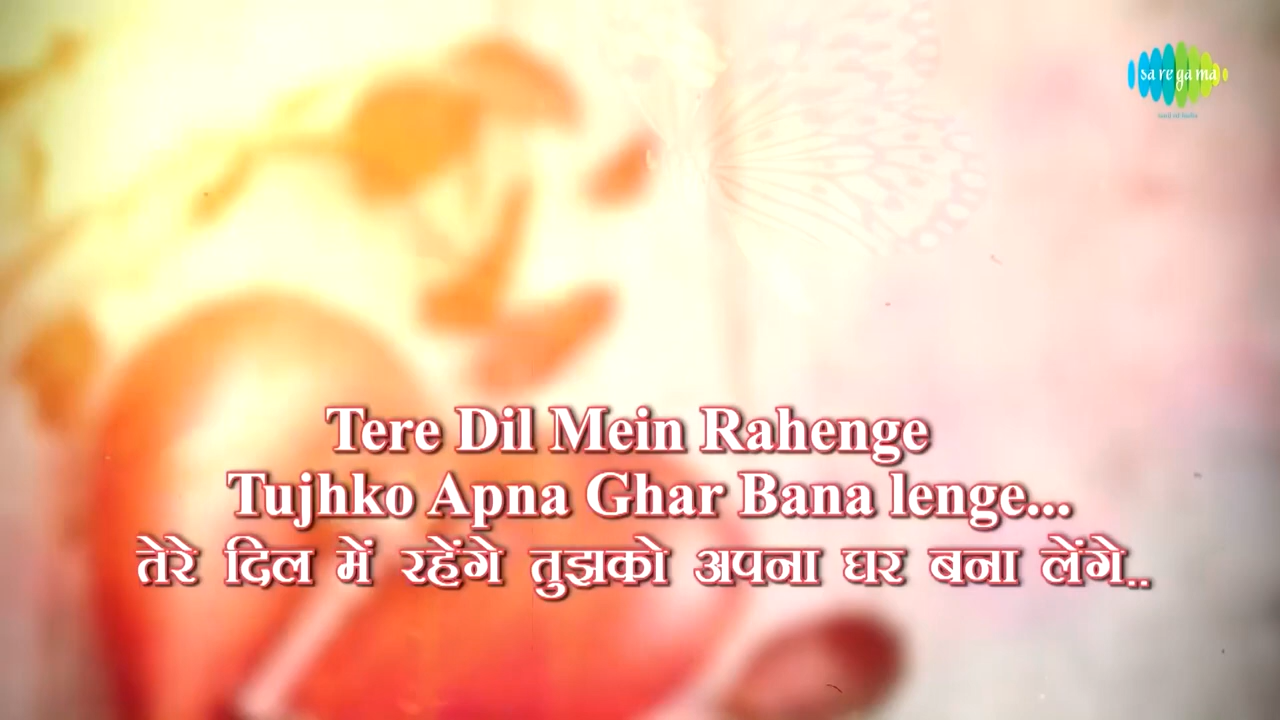 sa re ga ma
Tere Dil Mein Rahenge
Tujhko Apna Ghar Bana lenge...
तेरे दिल में रहेंगे तुझको अपना घर बना लेंगे..